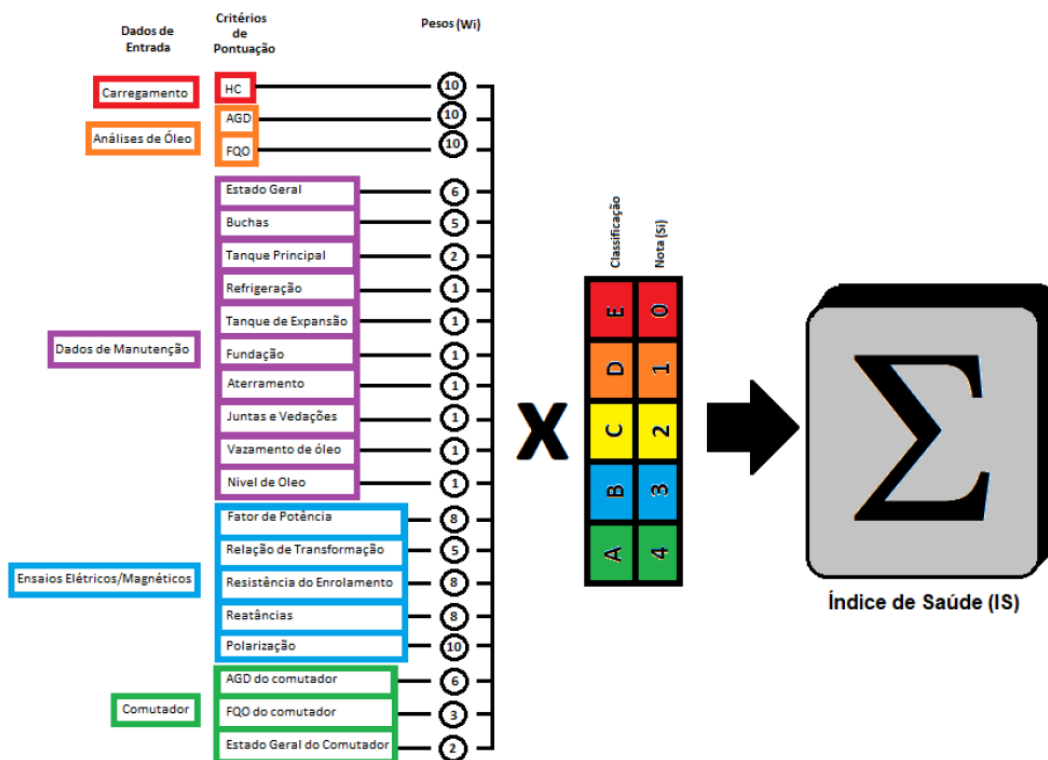 Dados de
Entrada
Critérios
de
Pontuação
Pesos (Wi)
Carregamento
HC
10
Análises de Óleo
AGD
10
FQO
10
Dados de Manutenção
Estado Geral
6
Buchas
5
Tanque Principal
2
Refrigeração
1
Tanque de Expansão
1
Fundação
1
Aterramento
1
Juntas e Vedações
1
Vazamento de óleo
1
Nivel de Oleo
1
Ensaios Elétricos/Magnéticos
Fator de Potência
8
Relação de Transformação
5
Resistência do Enrolamento
8
Reatâncias
8
Polarização
10
Comutador
AGD do comutador
6
FQO do comutador
3
Estado Geral do Comutador
2
X
Classificação
Nota (Si)
E 0
D 1
C 2
B 3
A 4
Σ
Índice de Saúde (IS)